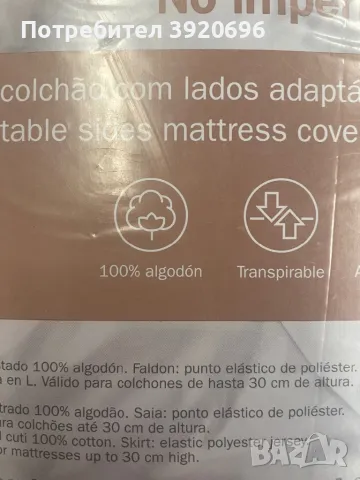 Потребител 3920696
No imper
colchão com lados adaptá
table sides mattress cove
100% algodón
Transpirable
A
tado 100% algodón. Faldon: punto elástico de poliéster.
en L. Válido para colchones de hasta 30 cm de altura.
trado 100% algodão. Saia: ponto elástico de poliéster.
ra colchões até 30 cm de altura.
cuti 100% cotton. Skirt: elastic polyester jersey.
or mattresses up to 30 cm high.
BAZAR
bg